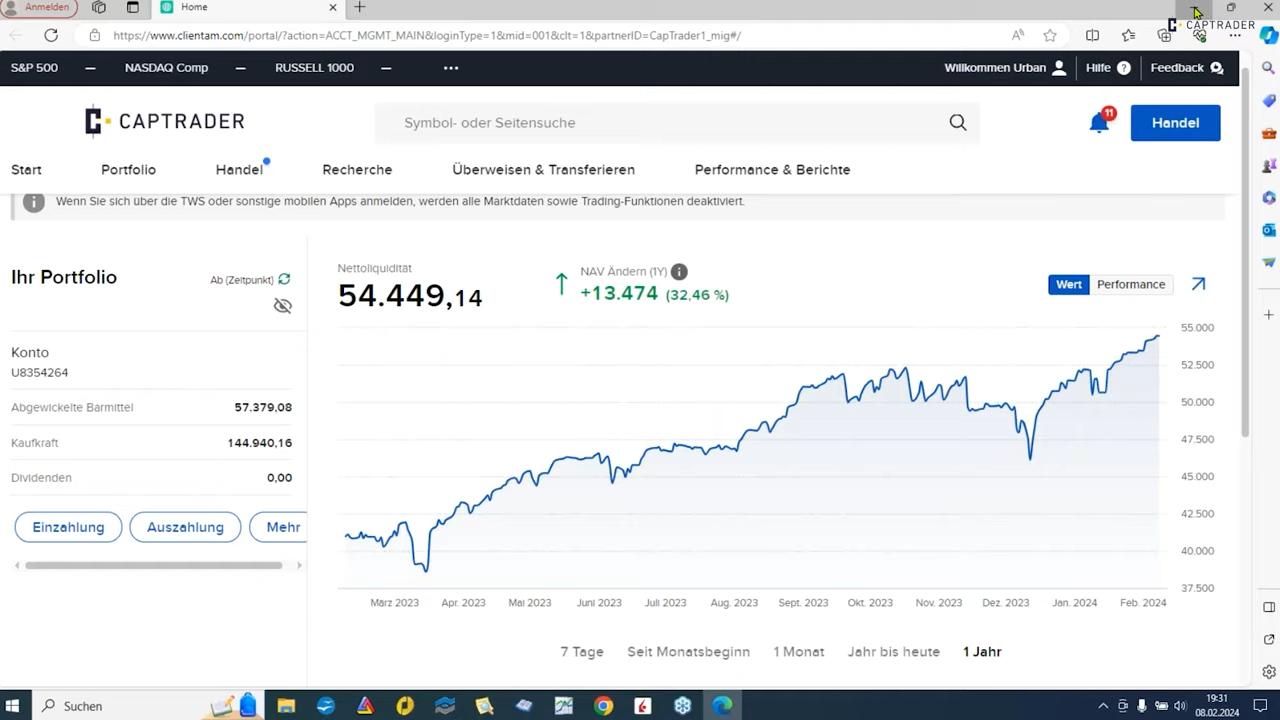 Anmelden
Home
CAPTRADER
https://www.clientam.com/portal/?action=ACCT_MGMT_MAIN&loginType=1&mid=001&clt=1&partnerID=CapTrader1_mig#/
S&P 500 — NASDAQ Comp — RUSSELL 1000 — •••
Willkommen Urban
Hilfe ?
Feedback
CAPTRADER
Symbol- oder Seitensuche
11
Handel
Start Portfolio Handel Recherche Überweisen & Transferieren Performance & Berichte
Wenn Sie sich über die TWS oder sonstige mobilen Apps anmelden, werden alle Marktdaten sowie Trading-Funktionen deaktiviert.
Ihr Portfolio
Ab (Zeitpunkt)
Konto
U8354264
Abgewickelte Barmittel 57.379,08
Kaufkraft 144.940,16
Dividenden 0,00
Einzahlung Auszahlung Mehr
Nettoliquidität
54.449,14
NAV Ändern (1Y)
+13.474 (32,46 %)
Wert Performance
55.000
52.500
50.000
47.500
45.000
42.500
40.000
37.500
März 2023 Apr. 2023 Mai 2023 Juni 2023 Juli 2023 Aug. 2023 Sept. 2023 Okt. 2023 Nov. 2023 Dez. 2023 Jan. 2024 Feb. 2024
7 Tage Seit Monatsbeginn 1 Monat Jahr bis heute 1 Jahr
Suchen
19:31
08.02.2024